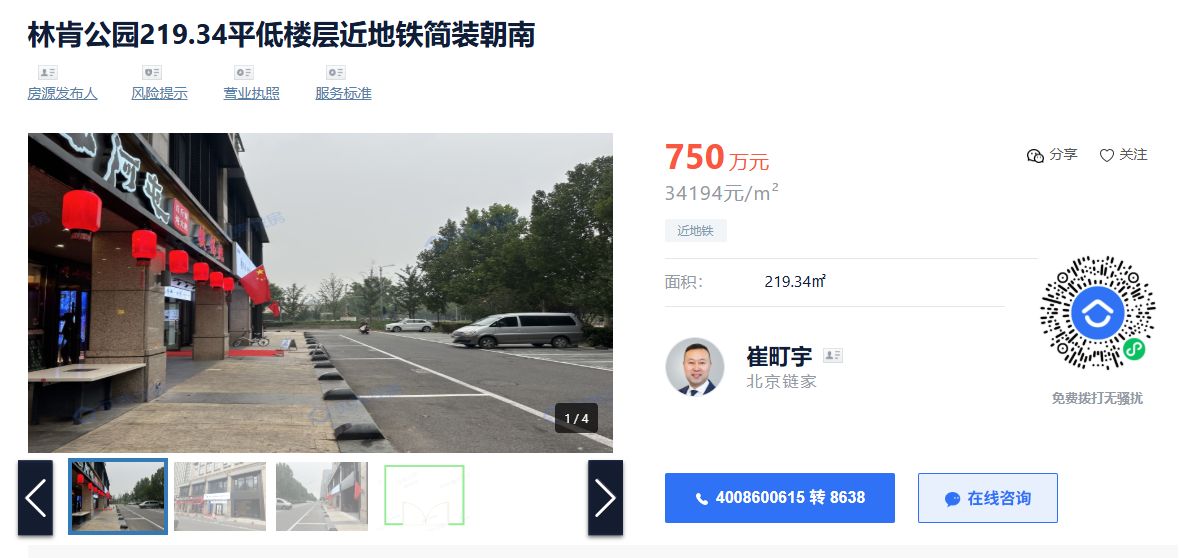 林肯公园219.34平低楼层近地铁简装朝南
房源发布人
风险提示
营业执照
服务标准
河屯
1 / 4
750 万元
分享
关注
34194元/m²
近地铁
面积：
219.34㎡
崔町宇
北京链家
免费拨打无骚扰
4008600615 转 8638
在线咨询